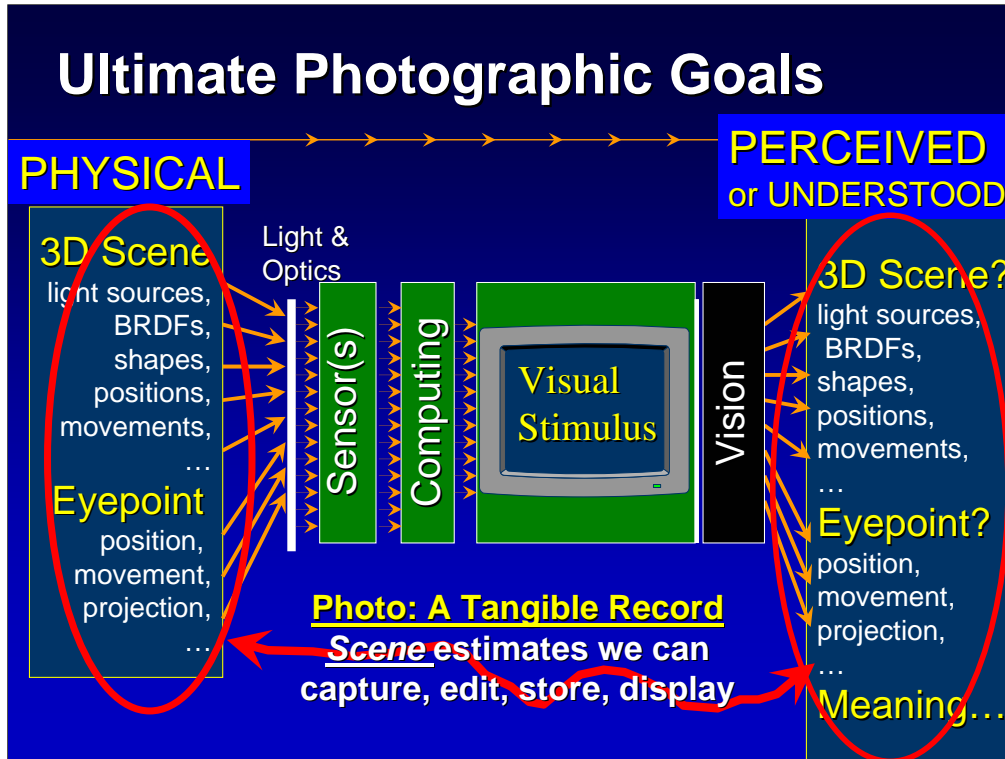 Ultimate Photographic Goals
PHYSICAL
3D Scene
light sources,
BRDFs,
shapes,
positions,
movements,
…
Eyepoint
position,
movement,
projection,
…
Light &
Optics
Sensor(s)
Computing
Visual
Stimulus
Vision
PERCEIVED
or UNDERSTOOD
3D Scene?
light sources,
BRDFs,
shapes,
positions,
movements,
…
Eyepoint?
position,
movement,
projection,
…
Meaning…
Photo: A Tangible Record
Scene estimates we can
capture, edit, store, display